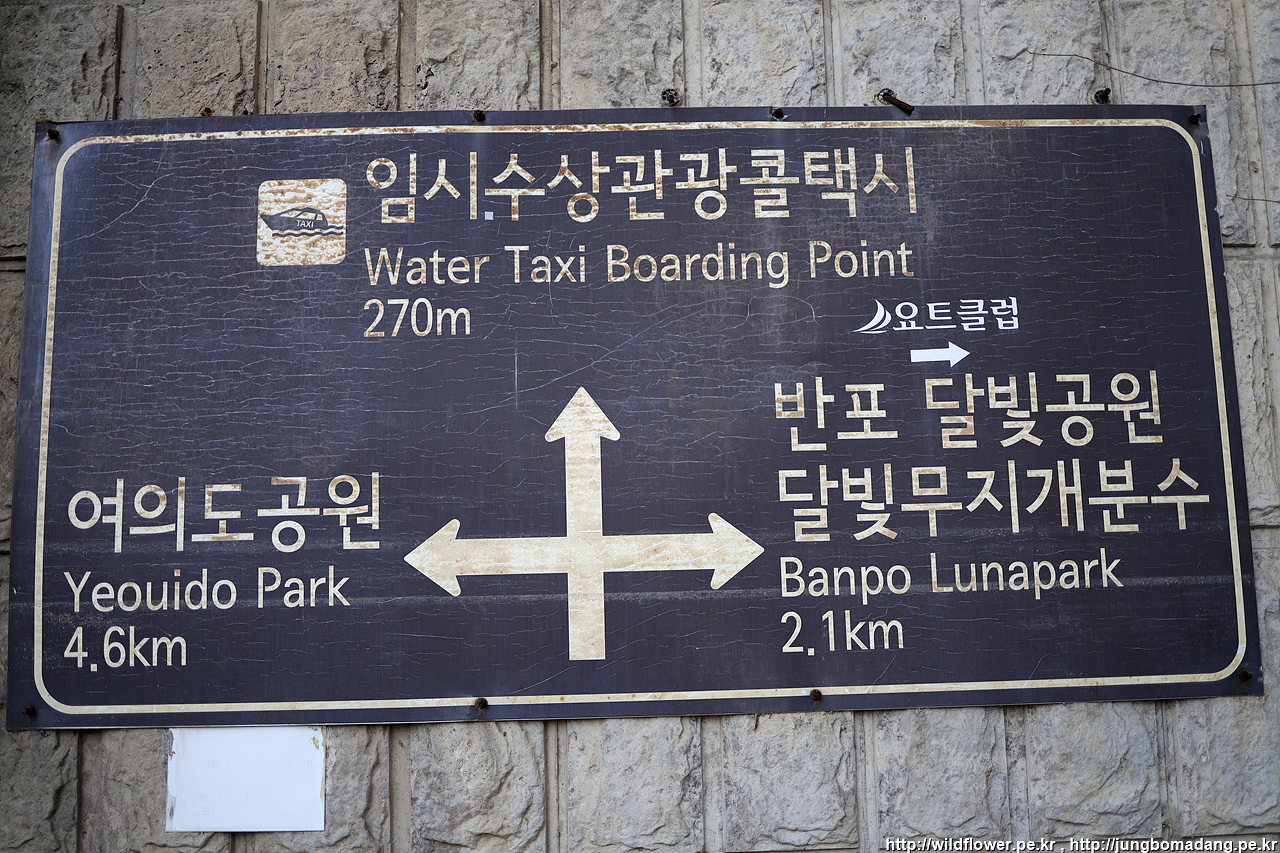 임시.수상관광콜택시
TAXI
Water Taxi Boarding Point
270m
요트클럽
반포 달빛공원
달빛무지개분수
Banpo Lunapark
2.1km
여의도공원
Yeouido Park
4.6km
http://wildflower.pe.kr , http://jungbomadang.pe.kr